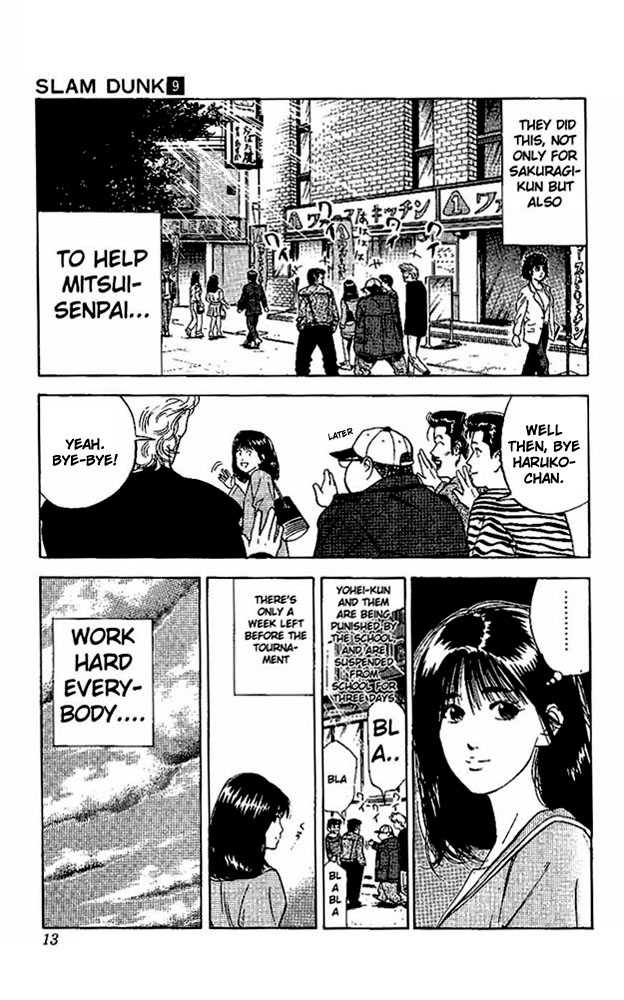 SLAM DUNK 9
THEY DID
THIS, NOT
ONLY FOR
SAKURAGI-
KUN BUT
ALSO
TO HELP
MITSUI-
SENPAI...
WELL
THEN, BYE
HARUKO-
CHAN.
LATER
YEAH.
BYE-BYE!
.........
YOHEI-KUN
AND THEM
ARE BEING
PUNISHED BY
THE SCHOOL
AND ARE
SUSPENDED
FROM
SCHOOL FOR
THREE DAYS
BL
A..
BLA
BL
A
BLA
THERE'S
ONLY A
WEEK LEFT
BEFORE THE
TOURNA-
MENT
WORK
HARD
EVERY-
BODY....
13